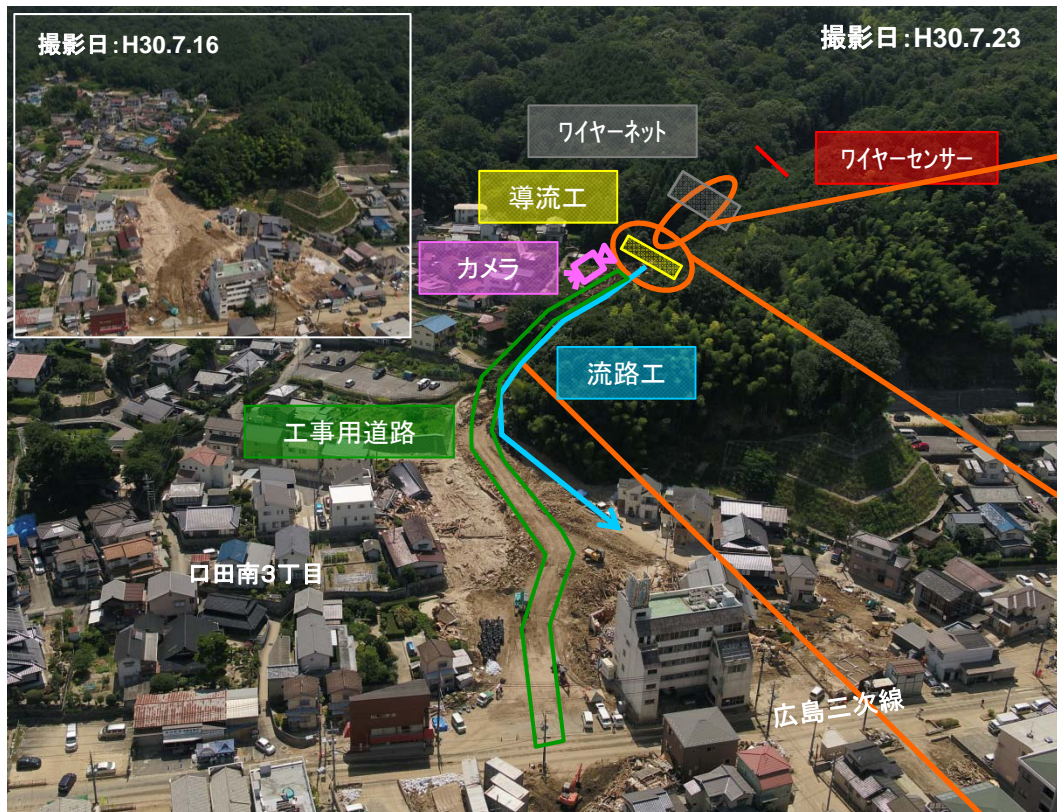 撮影日:H30.7.16
撮影日:H30.7.23
ワイヤーネット
ワイヤーセンサー
導流工
カメラ
流路工
工事用道路
口田南3丁目
広島三次線